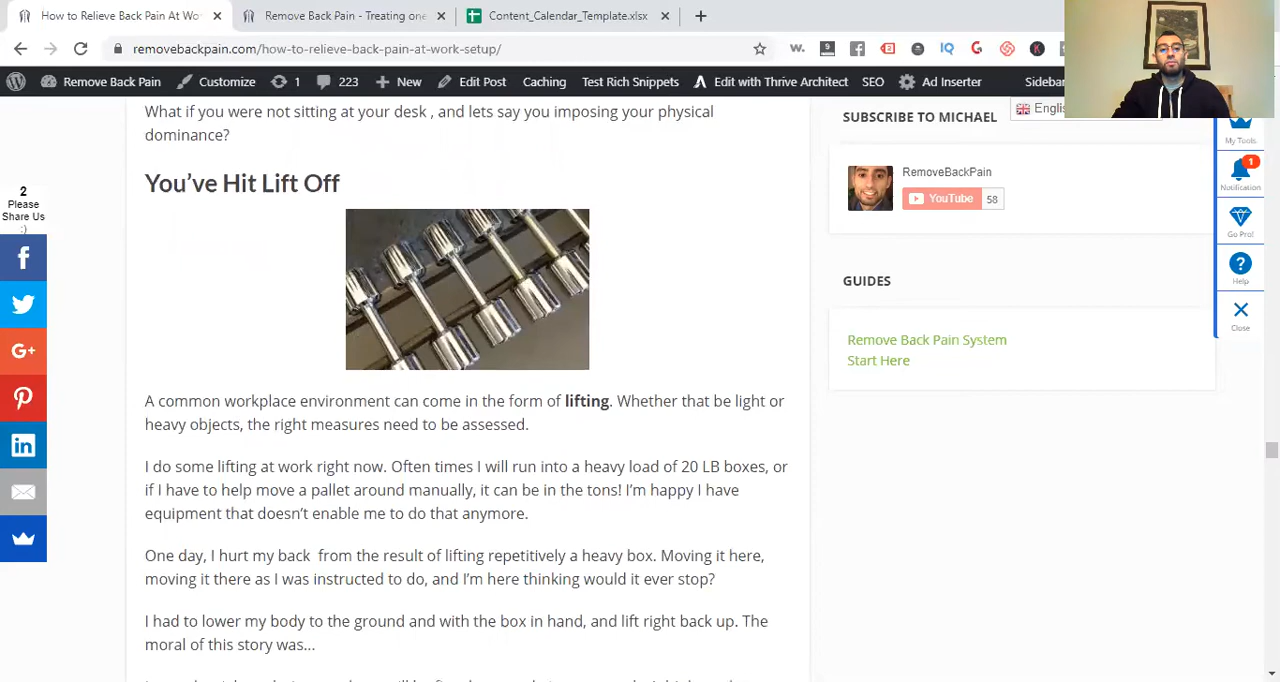 How to Relieve Back Pain At Wo
Remove Back Pain - Treating one
Content_Calendar_Template.xlsx
removebackpain.com/how-to-relieve-back-pain-at-work-setup/
Remove Back Pain Customize 1 223 New Edit Post Caching Test Rich Snippets Edit with Thrive Architect SEO Ad Inserter Sidebar
What if you were not sitting at your desk , and lets say you imposing your physical
dominance?
You’ve Hit Lift Off
A common workplace environment can come in the form of lifting. Whether that be light or
heavy objects, the right measures need to be assessed.
I do some lifting at work right now. Often times I will run into a heavy load of 20 LB boxes, or
if I have to help move a pallet around manually, it can be in the tons! I’m happy I have
equipment that doesn’t enable me to do that anymore.
One day, I hurt my back from the result of lifting repetitively a heavy box. Moving it here,
moving it there as I was instructed to do, and I’m here thinking would it ever stop?
I had to lower my body to the ground and with the box in hand, and lift right back up. The
moral of this story was...
2
Please
Share Us
:)
SUBSCRIBE TO MICHAEL
Englis
RemoveBackPain
YouTube 58
GUIDES
Remove Back Pain System
Start Here
My Tools
1
Notification
Go Pro!
Help
Close